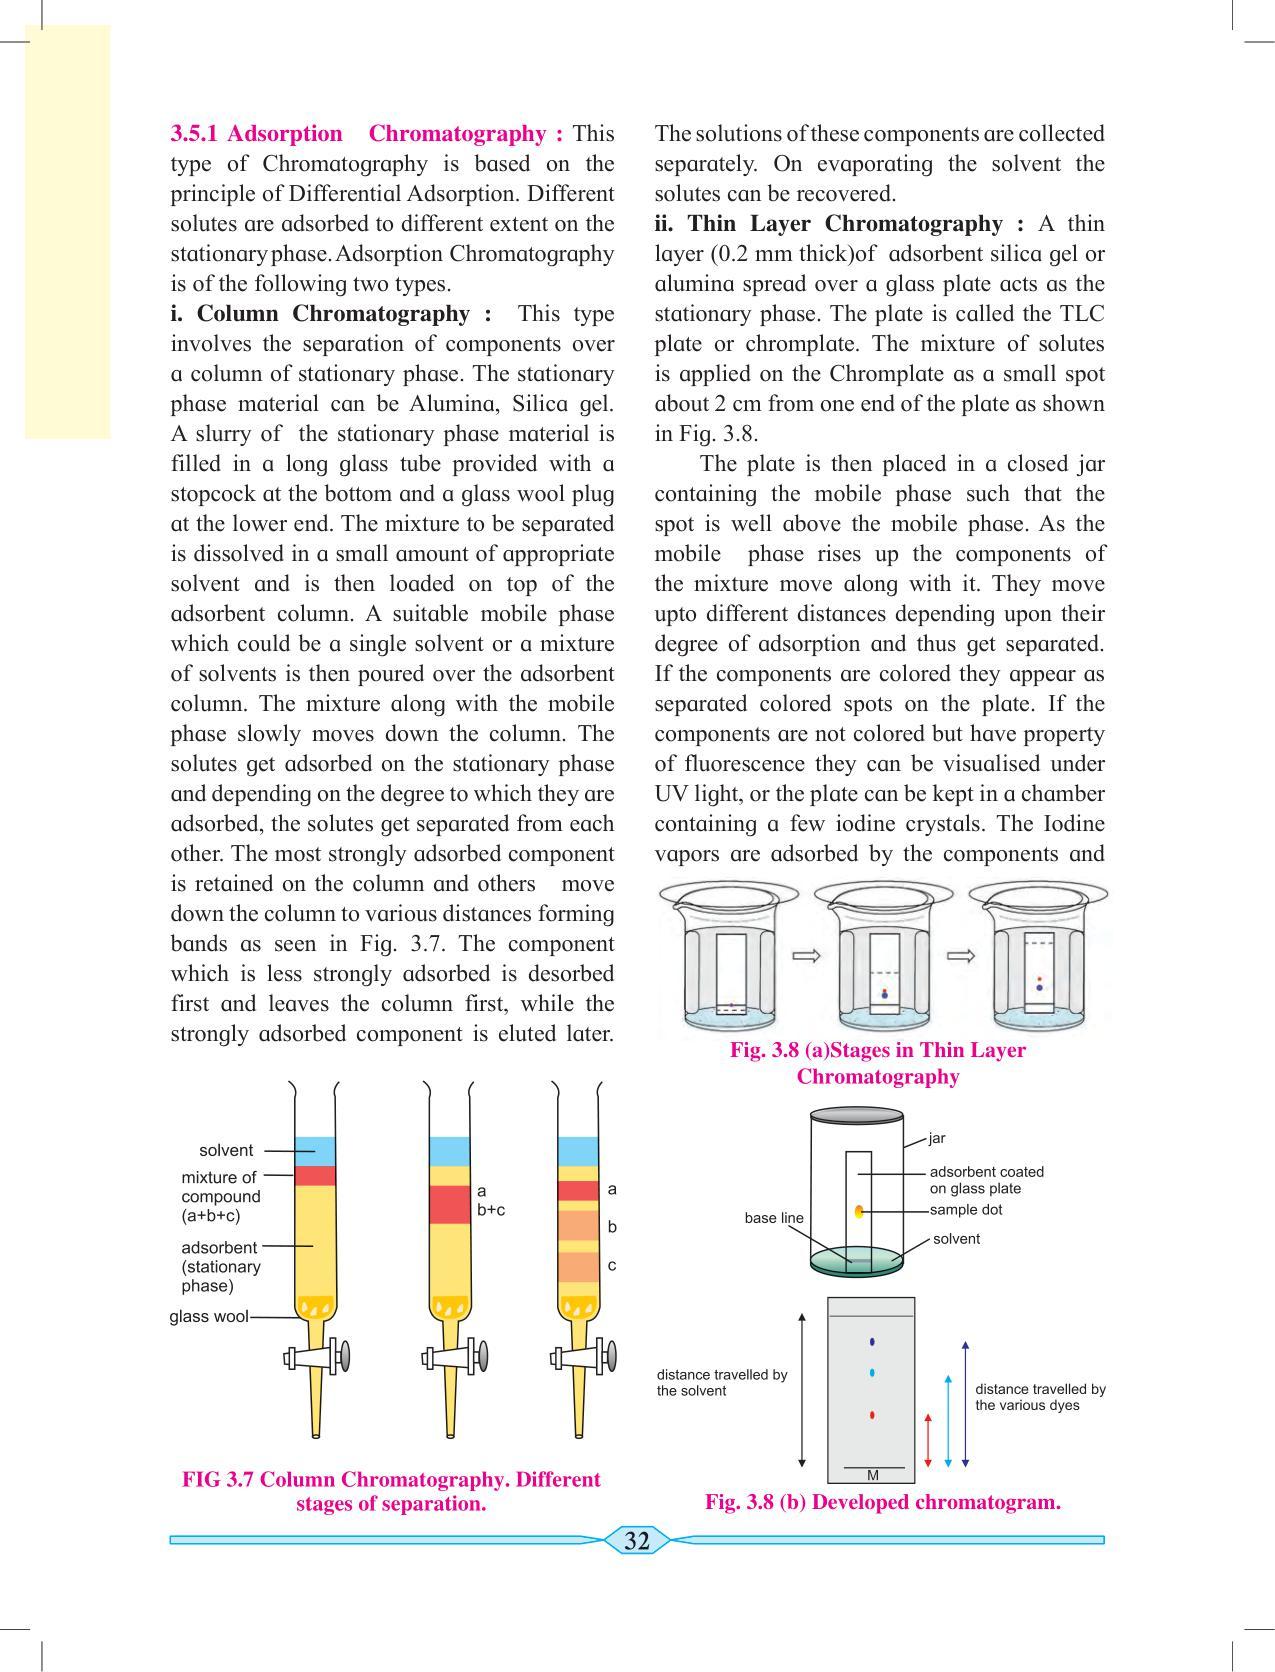 3.5.1 Adsorption Chromatography : This
type of Chromatography is based on the
principle of Differential Adsorption. Different
solutes are adsorbed to different extent on the
stationary phase. Adsorption Chromatography
is of the following two types.
i. Column Chromatography : This type
involves the separation of components over
a column of stationary phase. The stationary
phase material can be Alumina, Silica gel.
A slurry of the stationary phase material is
filled in a long glass tube provided with a
stopcock at the bottom and a glass wool plug
at the lower end. The mixture to be separated
is dissolved in a small amount of appropriate
solvent and is then loaded on top of the
adsorbent column. A suitable mobile phase
which could be a single solvent or a mixture
of solvents is then poured over the adsorbent
column. The mixture along with the mobile
phase slowly moves down the column. The
solutes get adsorbed on the stationary phase
and depending on the degree to which they are
adsorbed, the solutes get separated from each
other. The most strongly adsorbed component
is retained on the column and others move
down the column to various distances forming
bands as seen in Fig. 3.7. The component
which is less strongly adsorbed is desorbed
first and leaves the column first, while the
strongly adsorbed component is eluted later.
solvent
mixture of
compound
(a+b+c)
adsorbent
(stationary
phase)
glass wool
a
b+c
a
b
c
FIG 3.7 Column Chromatography. Different
stages of separation.
The solutions of these components are collected
separately. On evaporating the solvent the
solutes can be recovered.
ii. Thin Layer Chromatography : A thin
layer (0.2 mm thick)of adsorbent silica gel or
alumina spread over a glass plate acts as the
stationary phase. The plate is called the TLC
plate or chromplate. The mixture of solutes
is applied on the Chromplate as a small spot
about 2 cm from one end of the plate as shown
in Fig. 3.8.
The plate is then placed in a closed jar
containing the mobile phase such that the
spot is well above the mobile phase. As the
mobile phase rises up the components of
the mixture move along with it. They move
upto different distances depending upon their
degree of adsorption and thus get separated.
If the components are colored they appear as
separated colored spots on the plate. If the
components are not colored but have property
of fluorescence they can be visualised under
UV light, or the plate can be kept in a chamber
containing a few iodine crystals. The Iodine
vapors are adsorbed by the components and
Fig. 3.8 (a)Stages in Thin Layer
Chromatography
jar
adsorbent coated
on glass plate
sample dot
base line
solvent
distance travelled by
the solvent
distance travelled by
the various dyes
M
Fig. 3.8 (b) Developed chromatogram.
32